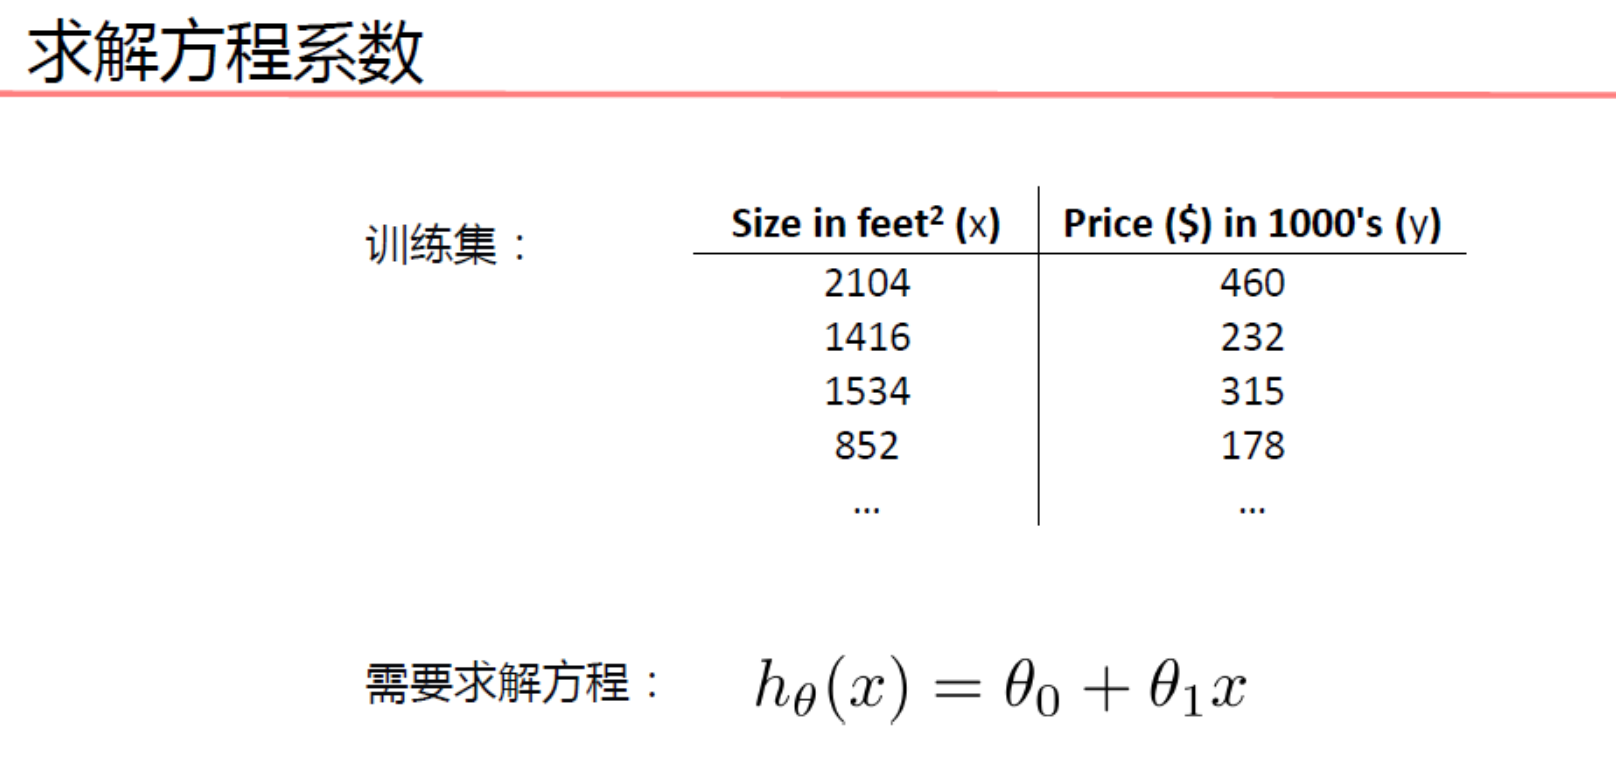 求解方程系数
训练集：
Size in feet² (x) Price ($) in 1000's (y)
2104 460
1416 232
1534 315
852 178
... ...
需要求解方程： hθ(x) = θ₀ + θ₁x